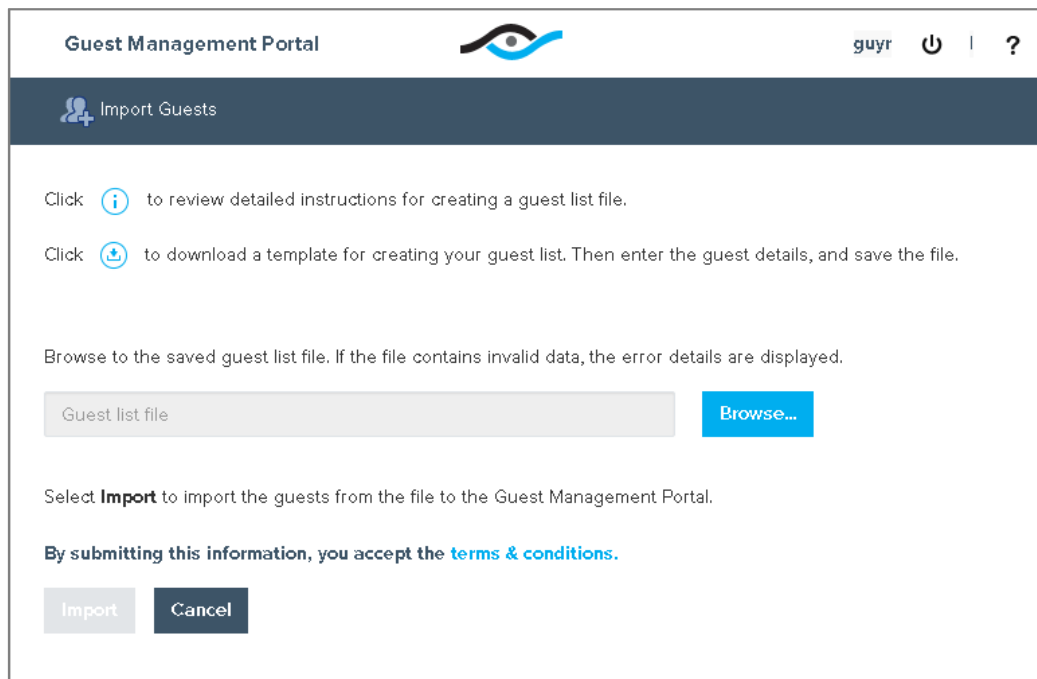 Guest Management Portal
guyr | ?
Import Guests
Click i to review detailed instructions for creating a guest list file.
Click to download a template for creating your guest list. Then enter the guest details, and save the file.
Browse to the saved guest list file. If the file contains invalid data, the error details are displayed.
Guest list file
Browse...
Select Import to import the guests from the file to the Guest Management Portal.
By submitting this information, you accept the terms & conditions.
Import Cancel